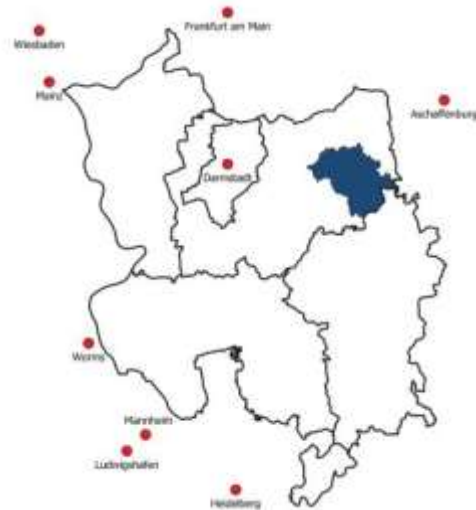 Frankfurt am Main
Wiesbaden
Mainz
Aschaffenburg
Darmstadt
Worms
Mannheim
Ludwigshafen
Heidelberg